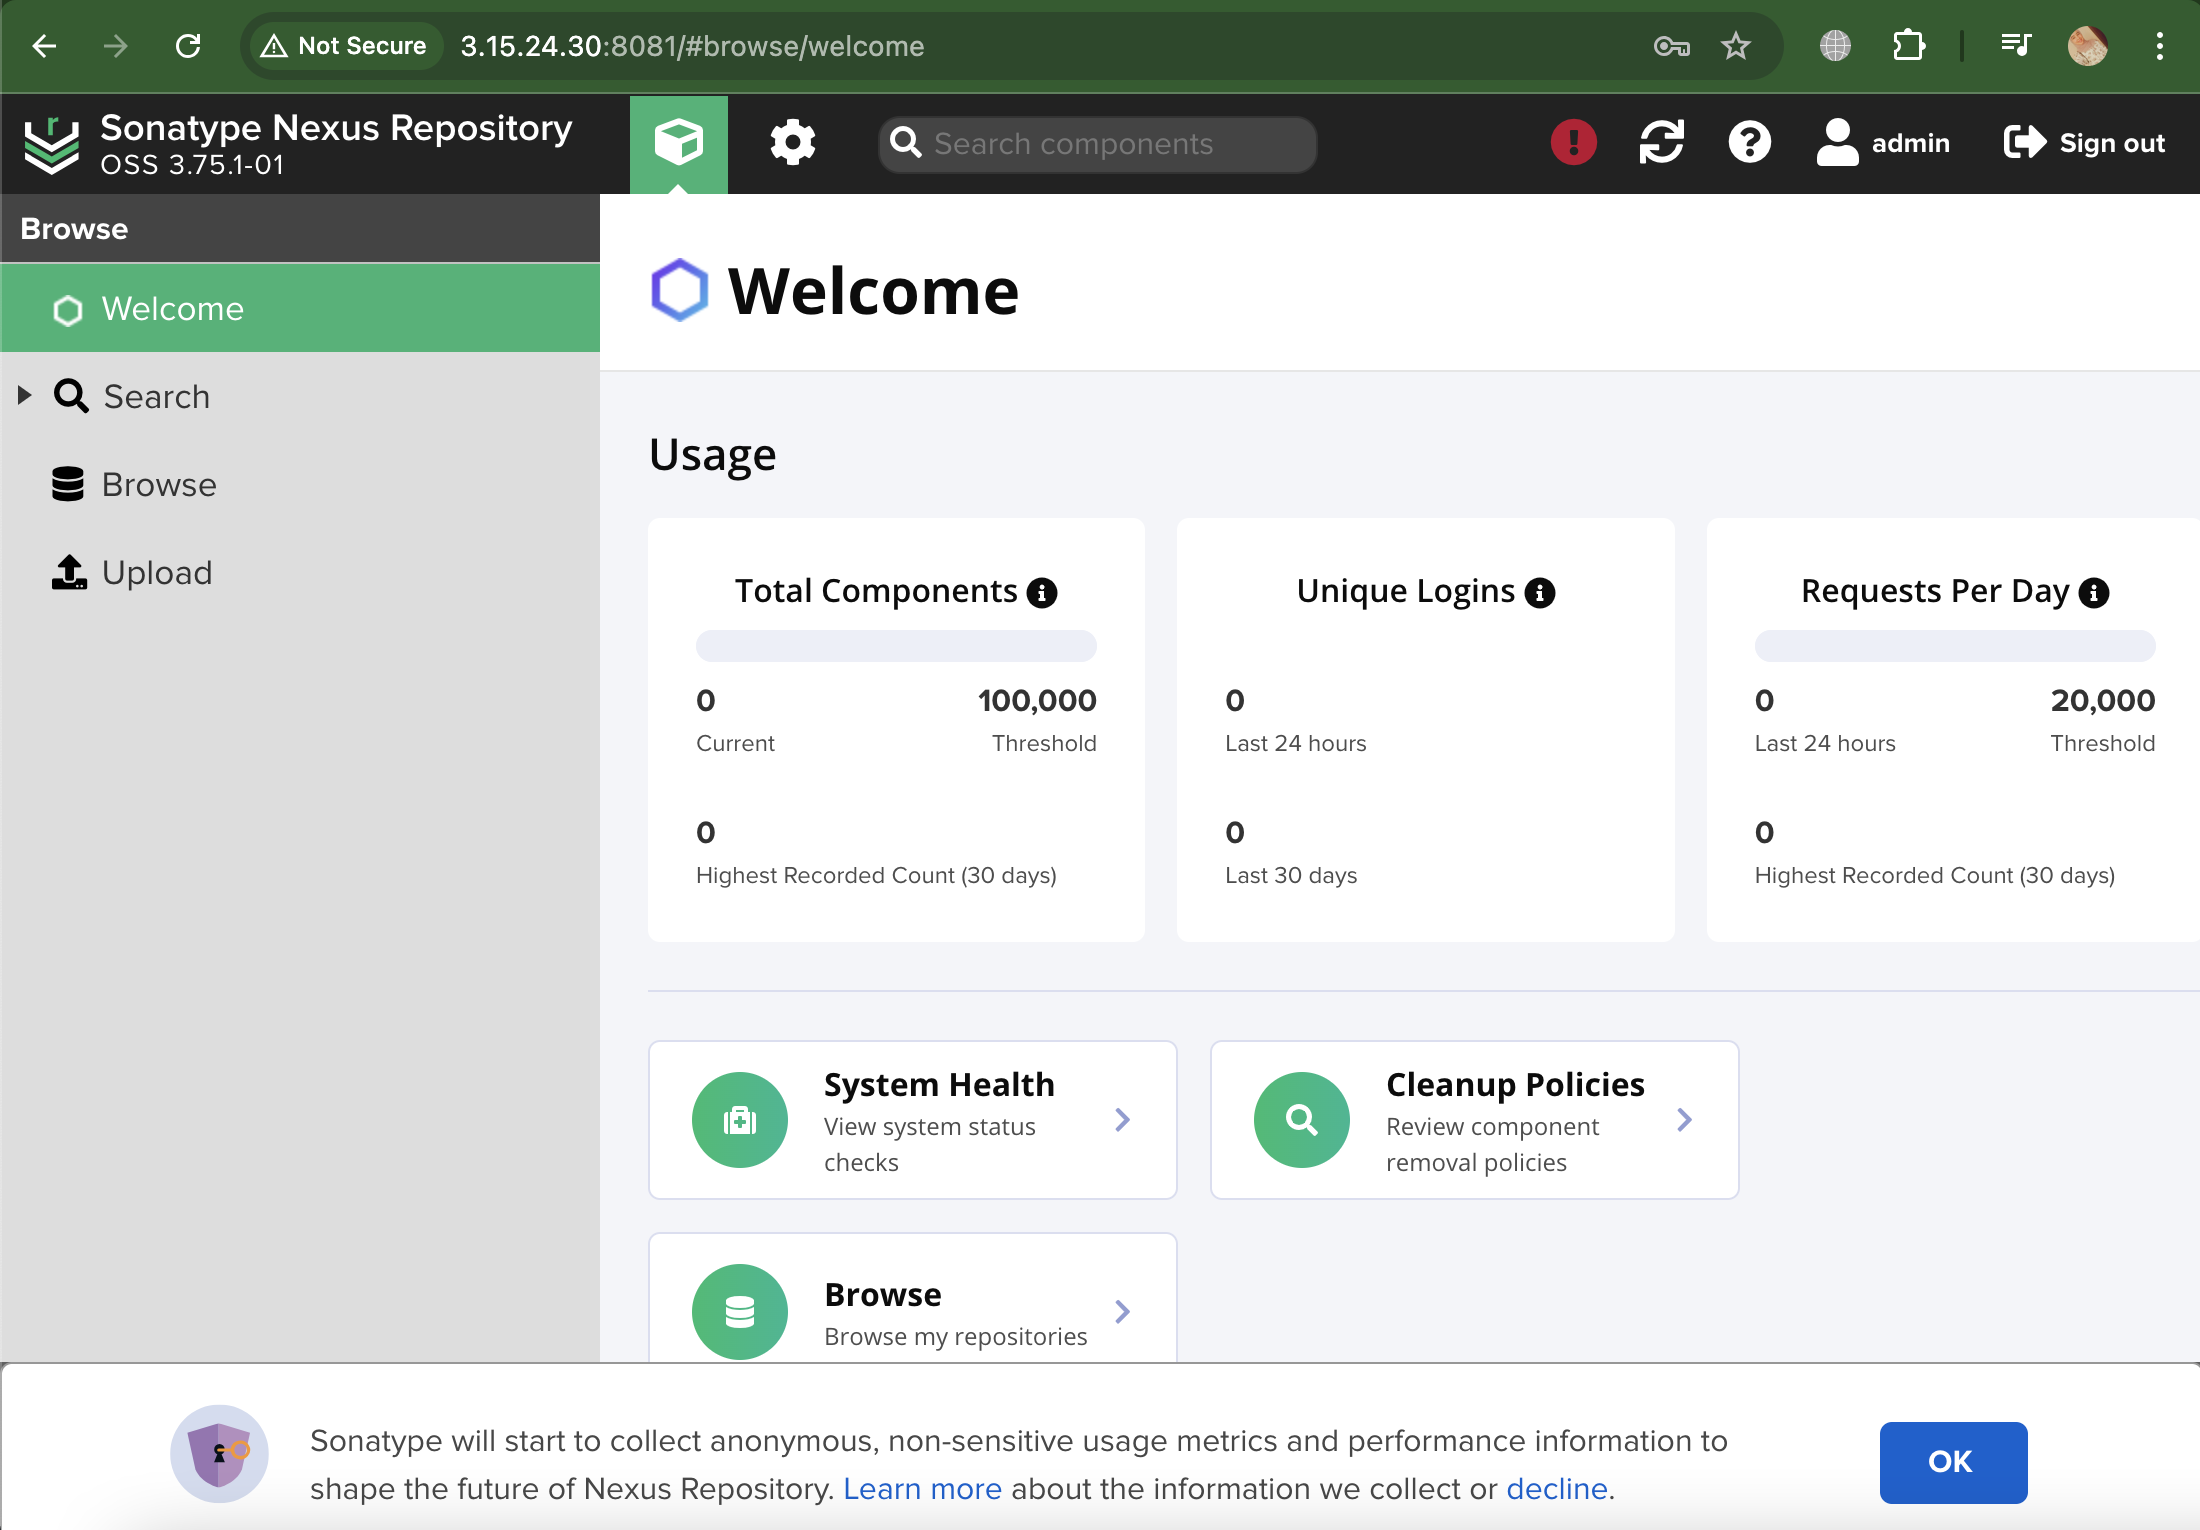 Not Secure 3.15.24.30:8081/#browse/welcome
Sonatype Nexus Repository
OSS 3.75.1-01
Search components
admin
Sign out
Browse
Welcome
Search
Browse
Upload
Welcome
Usage
Total Components
0 100,000
Current Threshold
0
Highest Recorded Count (30 days)
Unique Logins
0
Last 24 hours
0
Last 30 days
Requests Per Day
0 20,000
Last 24 hours Threshold
0
Highest Recorded Count (30 days)
System Health
View system status
checks
Cleanup Policies
Review component
removal policies
Browse
Browse my repositories
Sonatype will start to collect anonymous, non-sensitive usage metrics and performance information to
shape the future of Nexus Repository. Learn more about the information we collect or decline.
OK